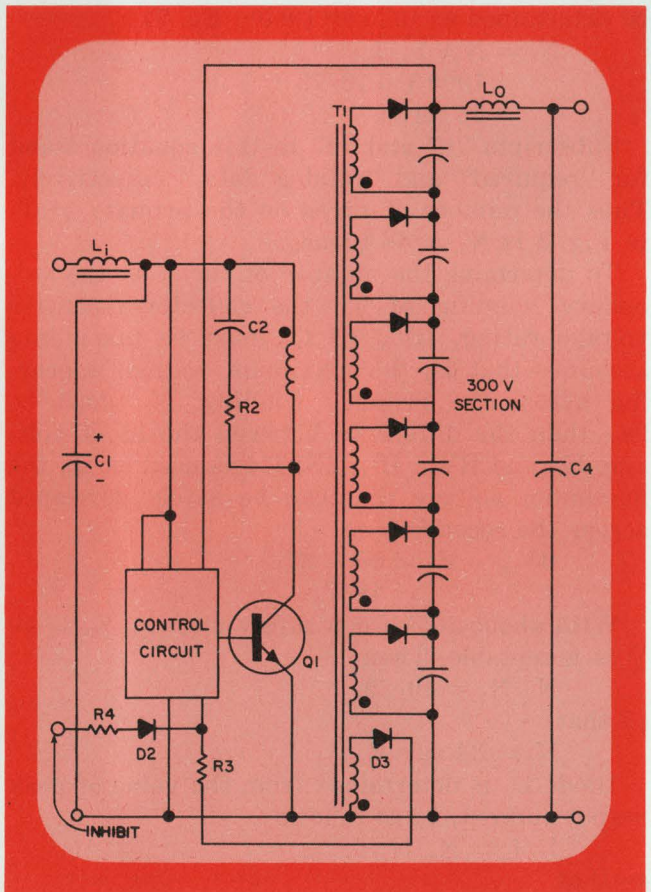 T1
LO
Li
C2
R2
300 V
SECTION
+
C1
-
C4
CONTROL
CIRCUIT
Q1
R4
D2
R3
D3
INHIBIT